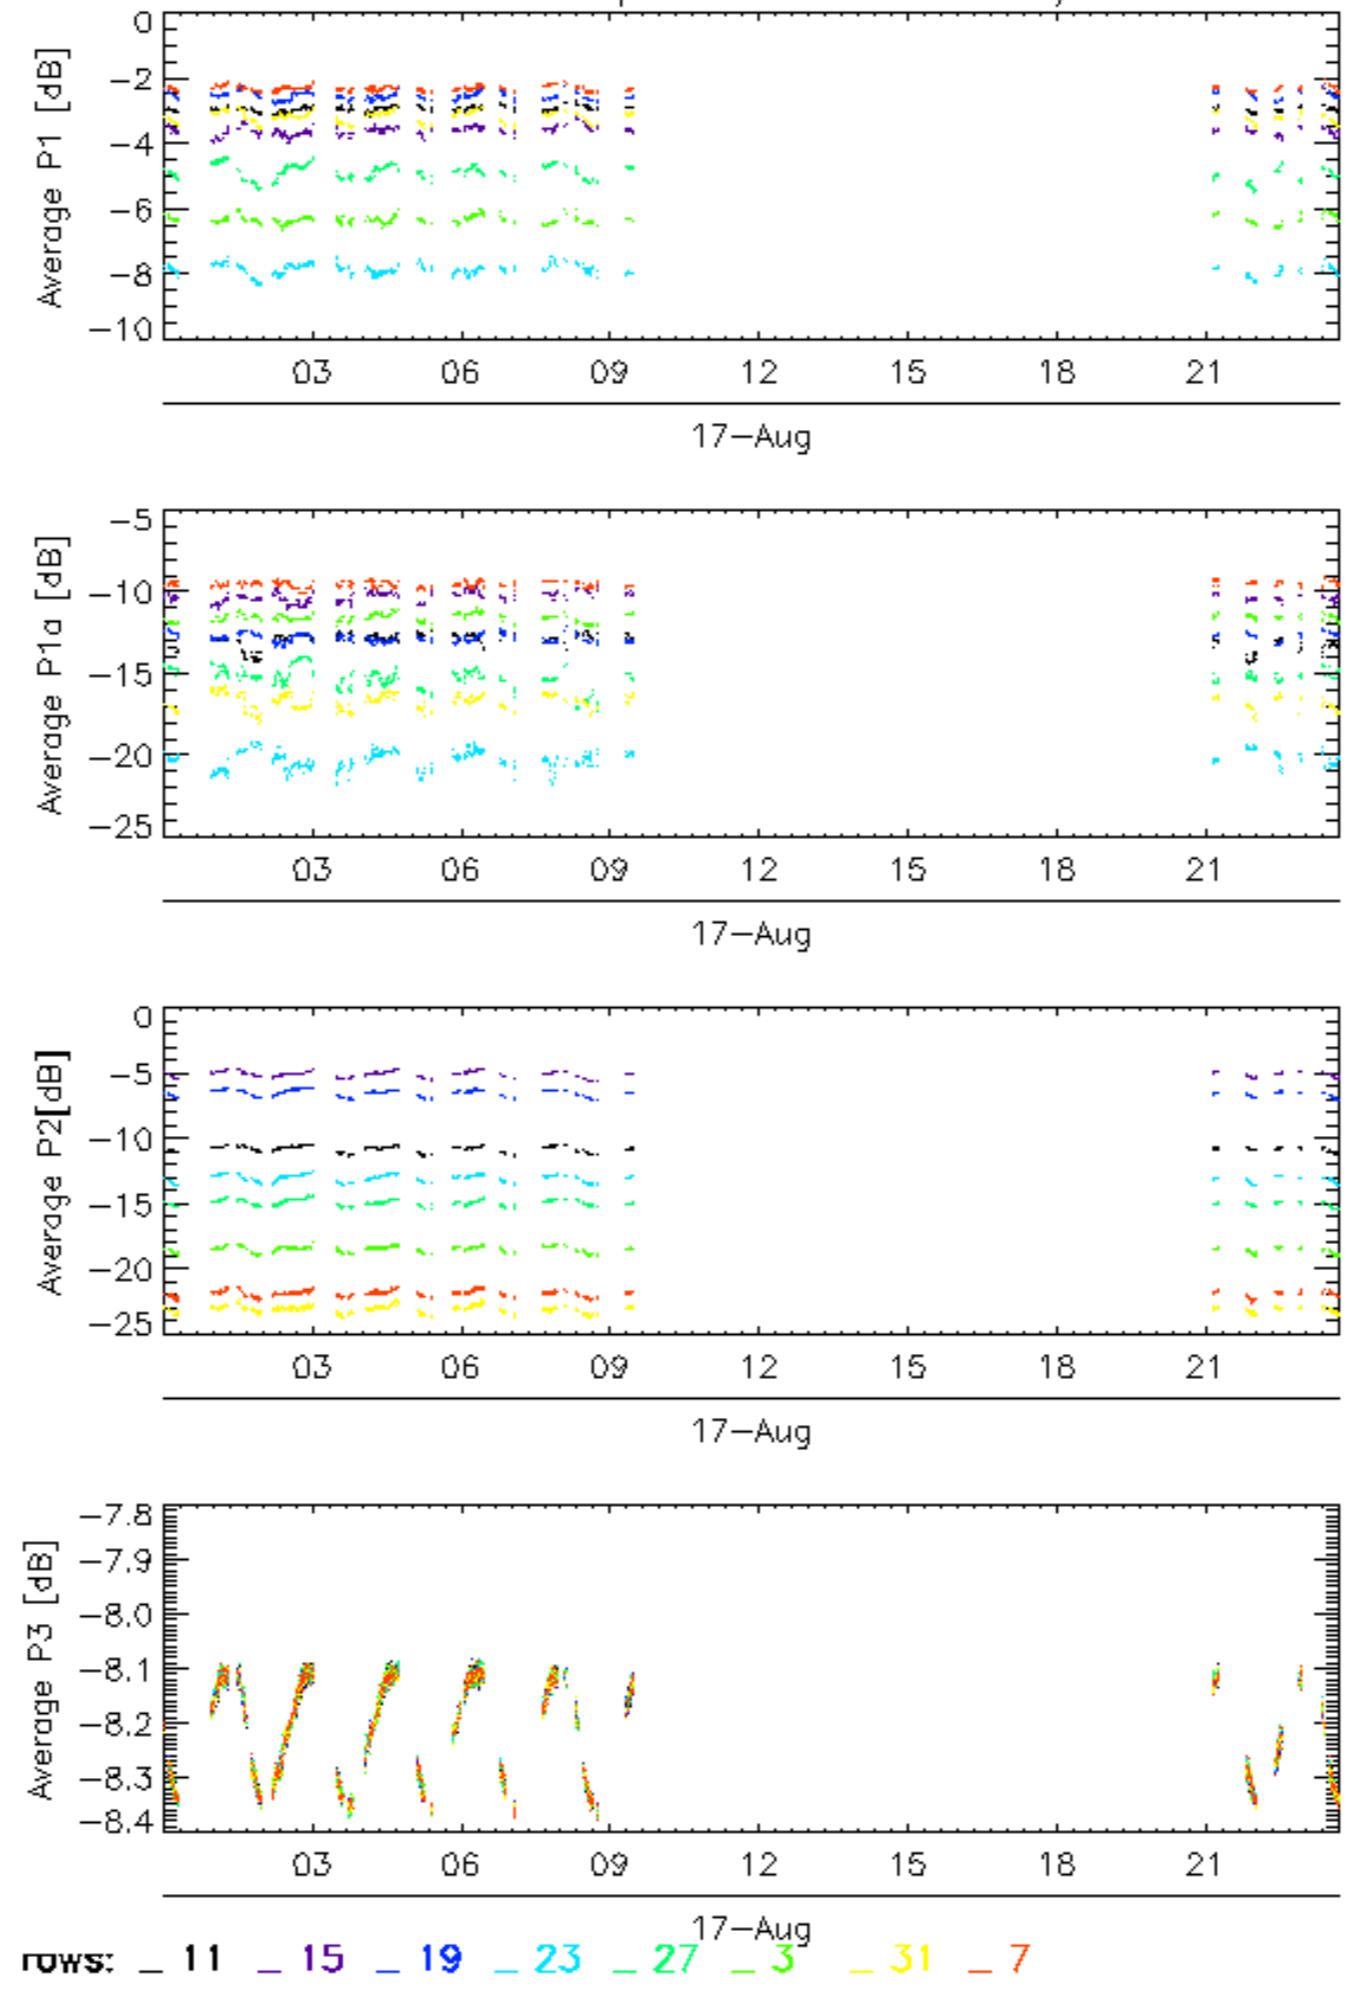 0
−2
−4
−6
−8
−10
Average P1 [dB]
03 06 09 12 15 18 21
17−Aug
−5
−10
−15
−20
−25
Average P1a [dB]
03 06 09 12 15 18 21
17−Aug
0
−5
−10
−15
−20
−25
Average P2[dB]
03 06 09 12 15 18 21
17−Aug
−7.8
−7.9
−8.0
−8.1
−8.2
−8.3
−8.4
Average P3 [dB]
03 06 09 12 15 18 21
17−Aug
rows: _ 11 _ 15 _ 19 _ 23 _ 27 _ 3 _ 31 _ 7